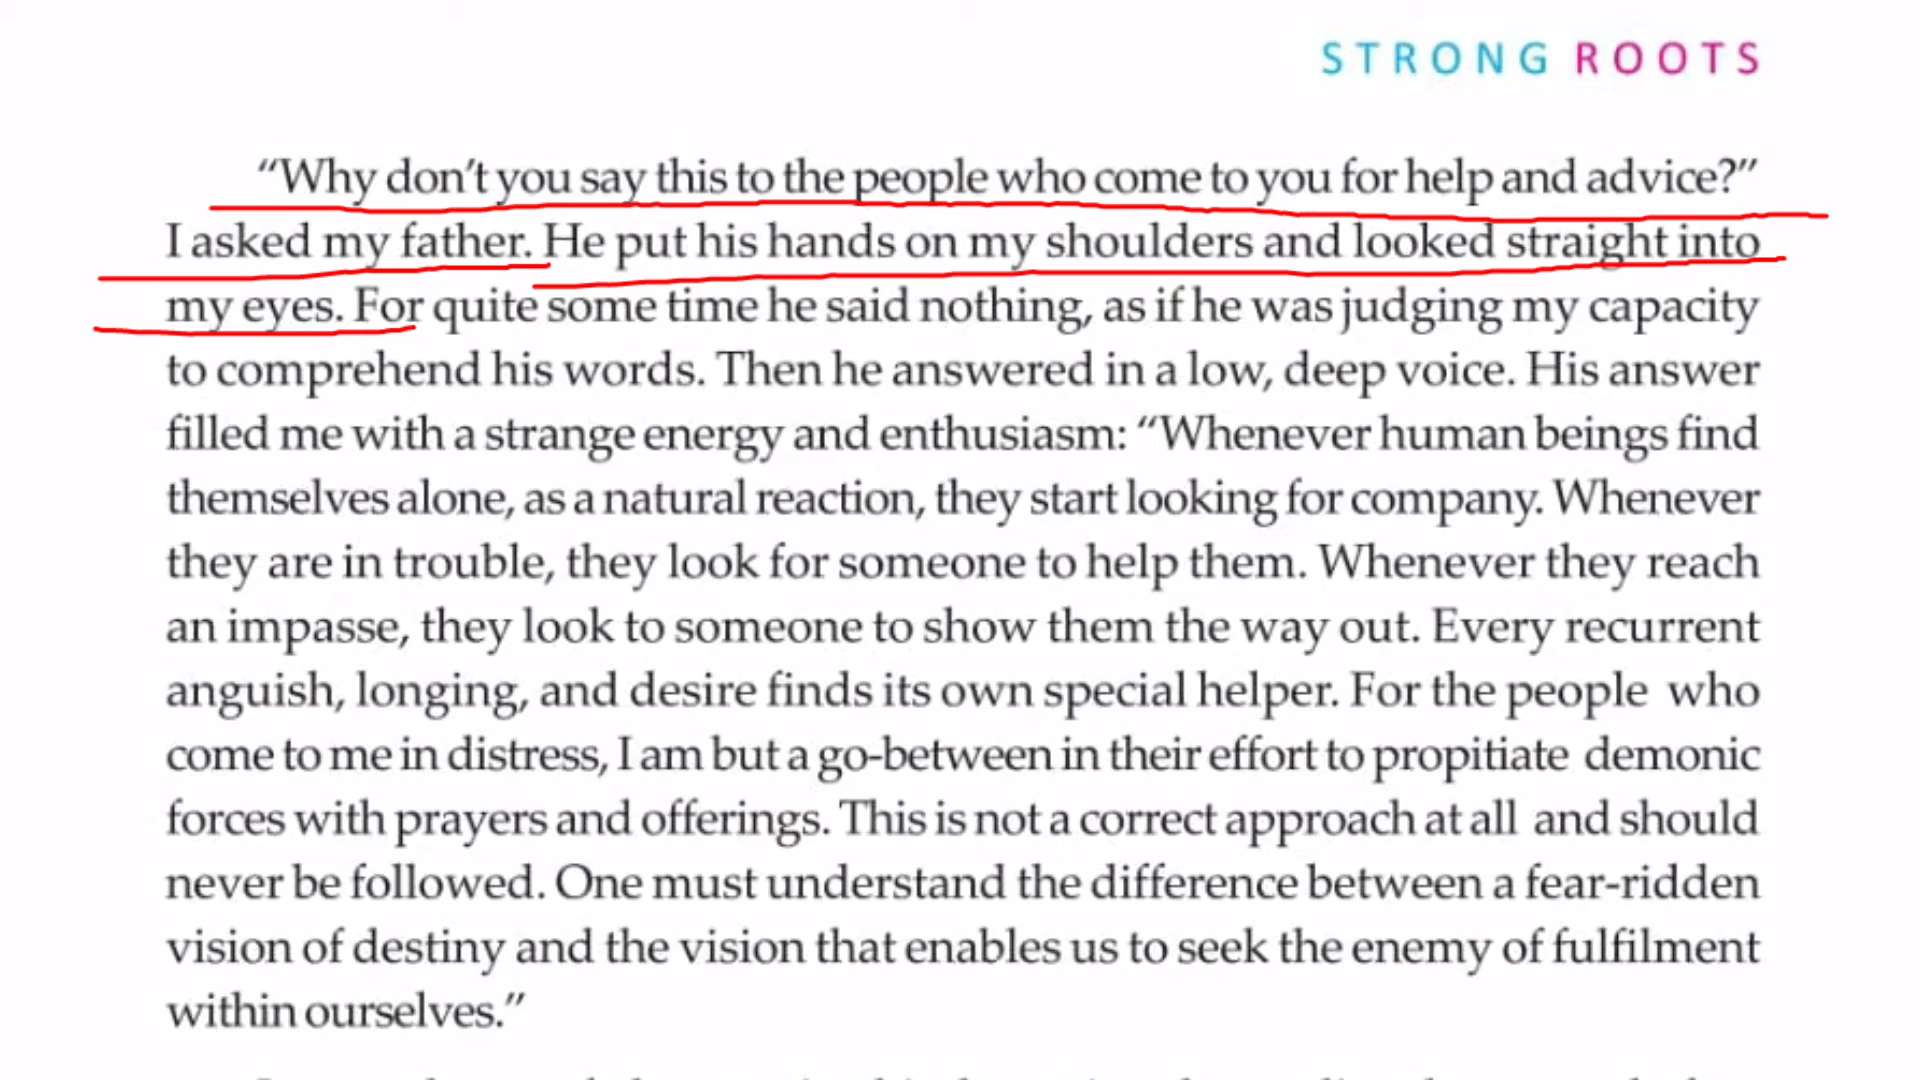 STRONG ROOTS
“Why don’t you say this to the people who come to you for help and advice?”
I asked my father. He put his hands on my shoulders and looked straight into
my eyes. For quite some time he said nothing, as if he was judging my capacity
to comprehend his words. Then he answered in a low, deep voice. His answer
filled me with a strange energy and enthusiasm: “Whenever human beings find
themselves alone, as a natural reaction, they start looking for company. Whenever
they are in trouble, they look for someone to help them. Whenever they reach
an impasse, they look to someone to show them the way out. Every recurrent
anguish, longing, and desire finds its own special helper. For the people who
come to me in distress, I am but a go-between in their effort to propitiate demonic
forces with prayers and offerings. This is not a correct approach at all and should
never be followed. One must understand the difference between a fear-ridden
vision of destiny and the vision that enables us to seek the enemy of fulfilment
within ourselves.”